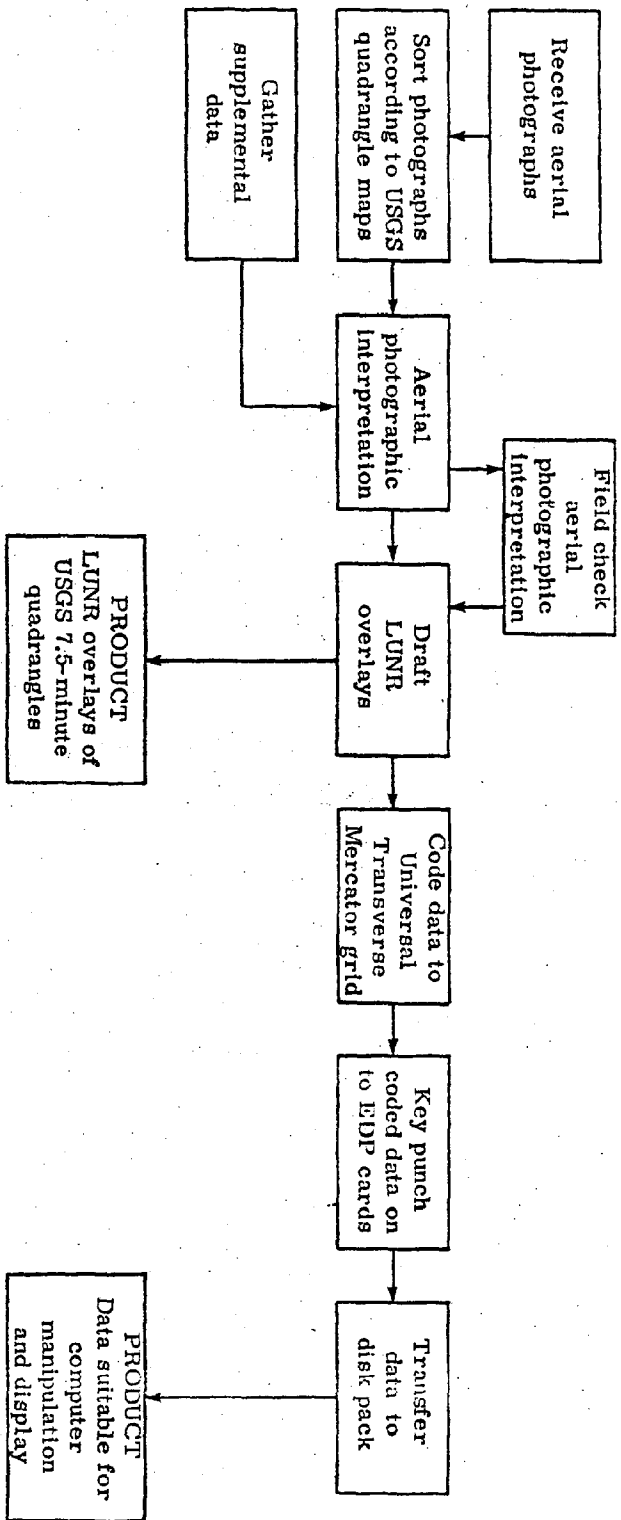 Receive aerial
photographs
Sort photographs
according to USGS
quadrangle maps
Gather
supplemental
data
Aerial
photographic
interpretation
Field check
aerial
photographic
interpretation
Draft
LUNR
overlays
PRODUCT
LUNR overlays of
USGS 7.5-minute
quadrangles
Code data to
Universal
Transverse
Mercator grid
Key punch
coded data on
to EDP cards
Transfer
data to
disk pack
PRODUCT
Data suitable for
computer
manipulation
and display